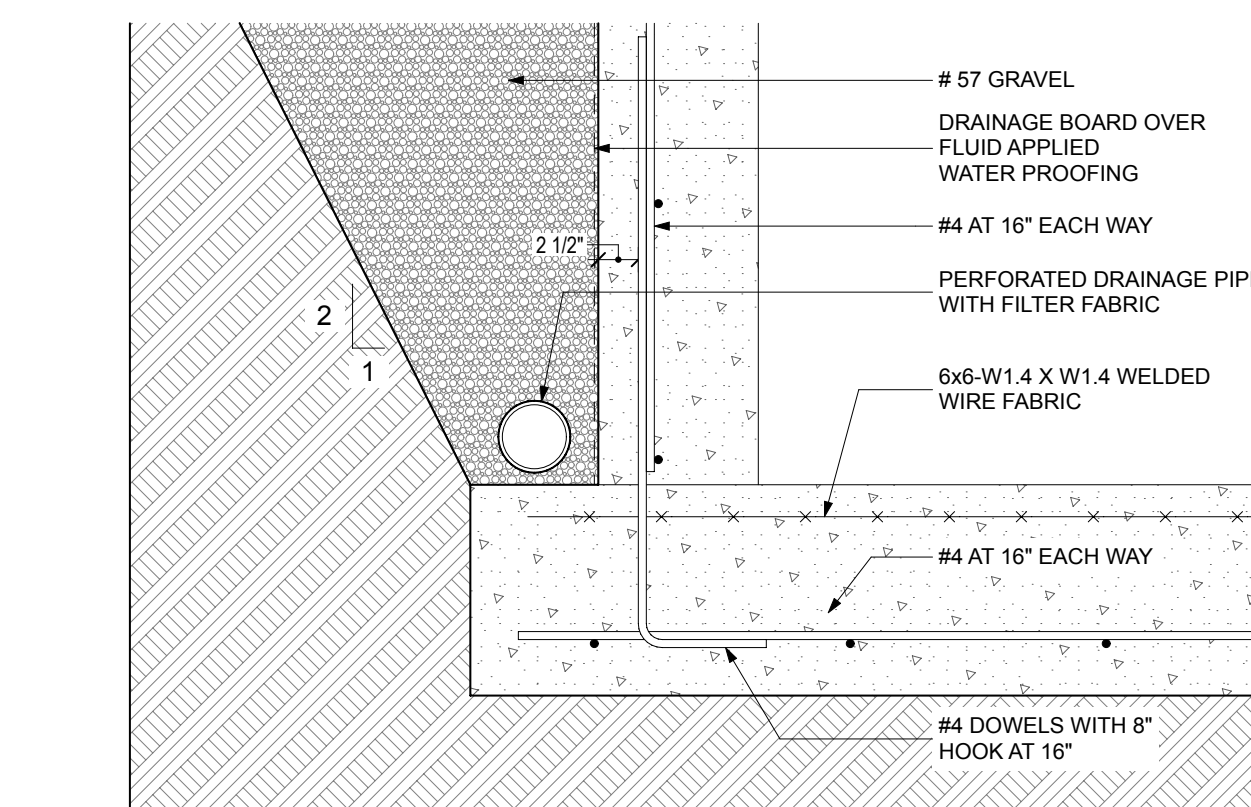 # 57 GRAVEL
DRAINAGE BOARD OVER
FLUID APPLIED
WATER PROOFING
#4 AT 16" EACH WAY
2 1/2"
PERFORATED DRAINAGE PIP
WITH FILTER FABRIC
2
1
6x6-W1.4 X W1.4 WELDED
WIRE FABRIC
#4 AT 16" EACH WAY
#4 DOWELS WITH 8"
HOOK AT 16"